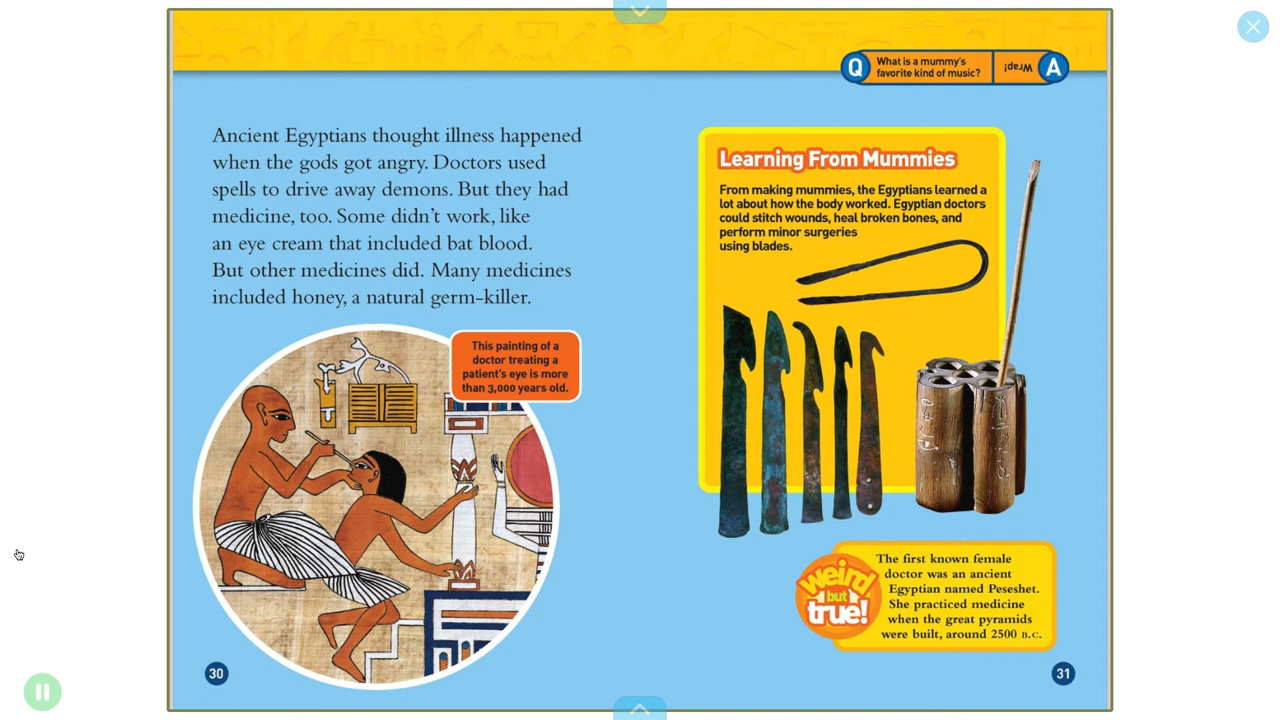 Q
What is a mummy's
favorite kind of music?
Wrap!
A
Ancient Egyptians thought illness happened
when the gods got angry. Doctors used
spells to drive away demons. But they had
medicine, too. Some didn't work, like
an eye cream that included bat blood.
But other medicines did. Many medicines
included honey, a natural germ-killer.
This painting of a
doctor treating a
patient's eye is more
than 3,000 years old.
30
Learning From Mummies
From making mummies, the Egyptians learned a
lot about how the body worked. Egyptian doctors
could stitch wounds, heal broken bones, and
perform minor surgeries
using blades.
weird
but
true!
The first known female
doctor was an ancient
Egyptian named Peseshet.
She practiced medicine
when the great pyramids
were built, around 2500 B.C.
31